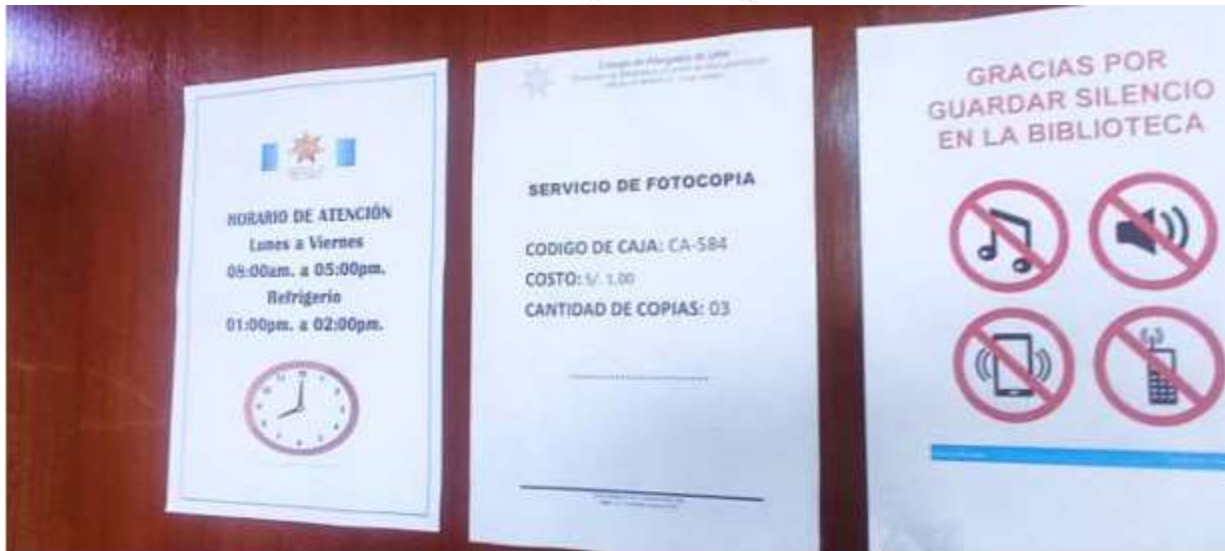 HORARIO DE ATENCIÓN
Lunes a Viernes
08:00am. a 05:00pm.
Refrigerio
01:00pm. a 02:00pm.
SERVICIO DE FOTOCOPIA
CODIGO DE CAJA: CA-584
COSTO: S/. 1.00
CANTIDAD DE COPIAS: 03
GRACIAS POR
GUARDAR SILENCIO
EN LA BIBLIOTECA